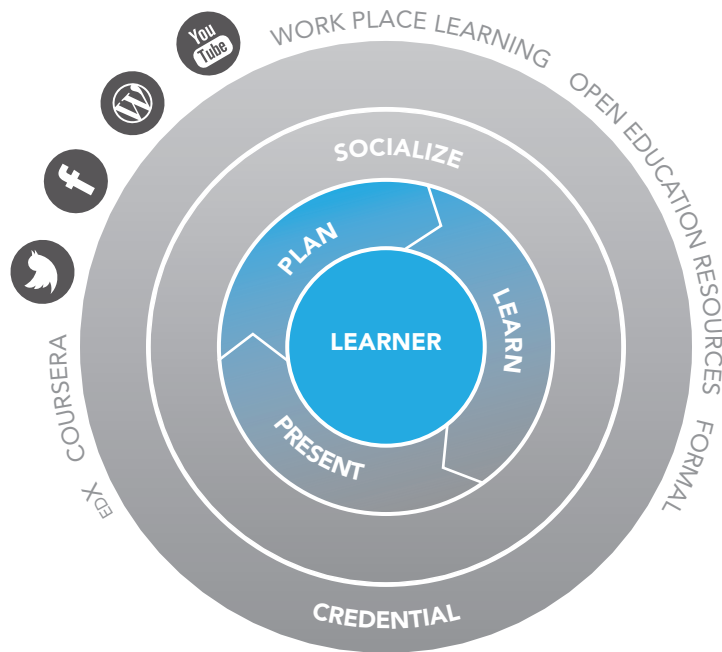 You
Tube
WORK PLACE LEARNING
OPEN EDUCATION RESOURCES
FORMAL
EDX
COURSERA
SOCIALIZE
PLAN
LEARN
PRESENT
LEARNER
CREDENTIAL